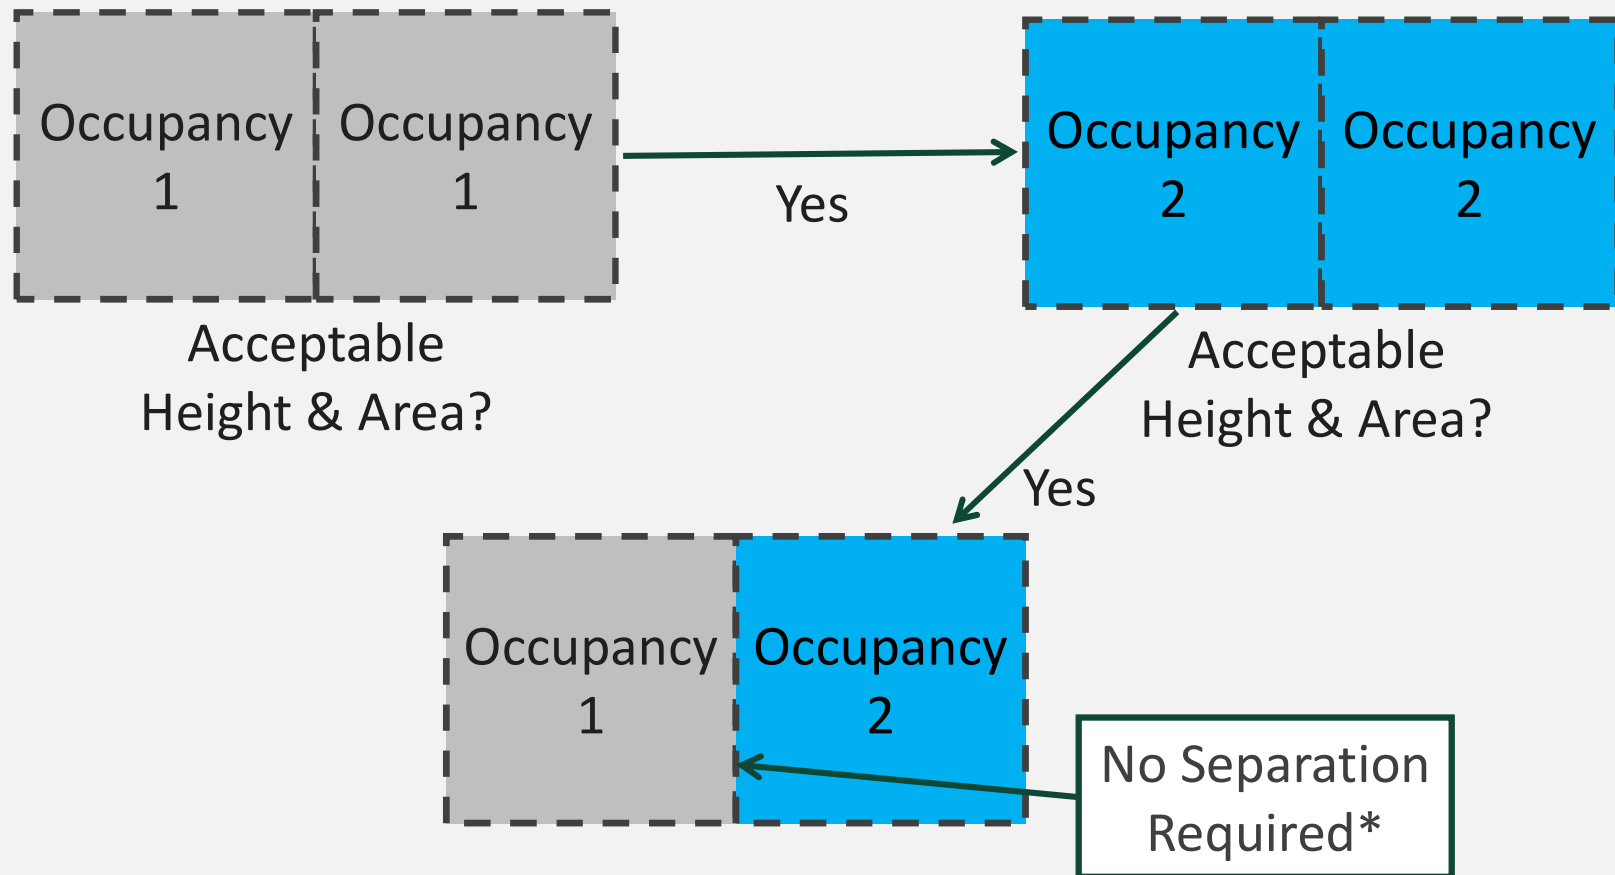 Occupancy
1
Occupancy
1
Yes
Occupancy
2
Occupancy
2
Acceptable
Height & Area?
Acceptable
Height & Area?
Yes
Occupancy
1
Occupancy
2
No Separation
Required*